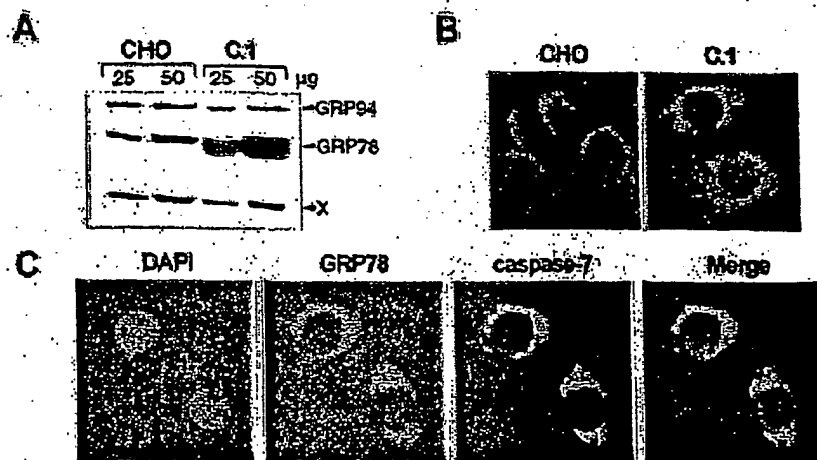 A
CHO C.1
25 50 25 50 µg
GRP94
GRP78
X
B
CHO C.1
C
DAPI GRP78 caspase-7 Merge